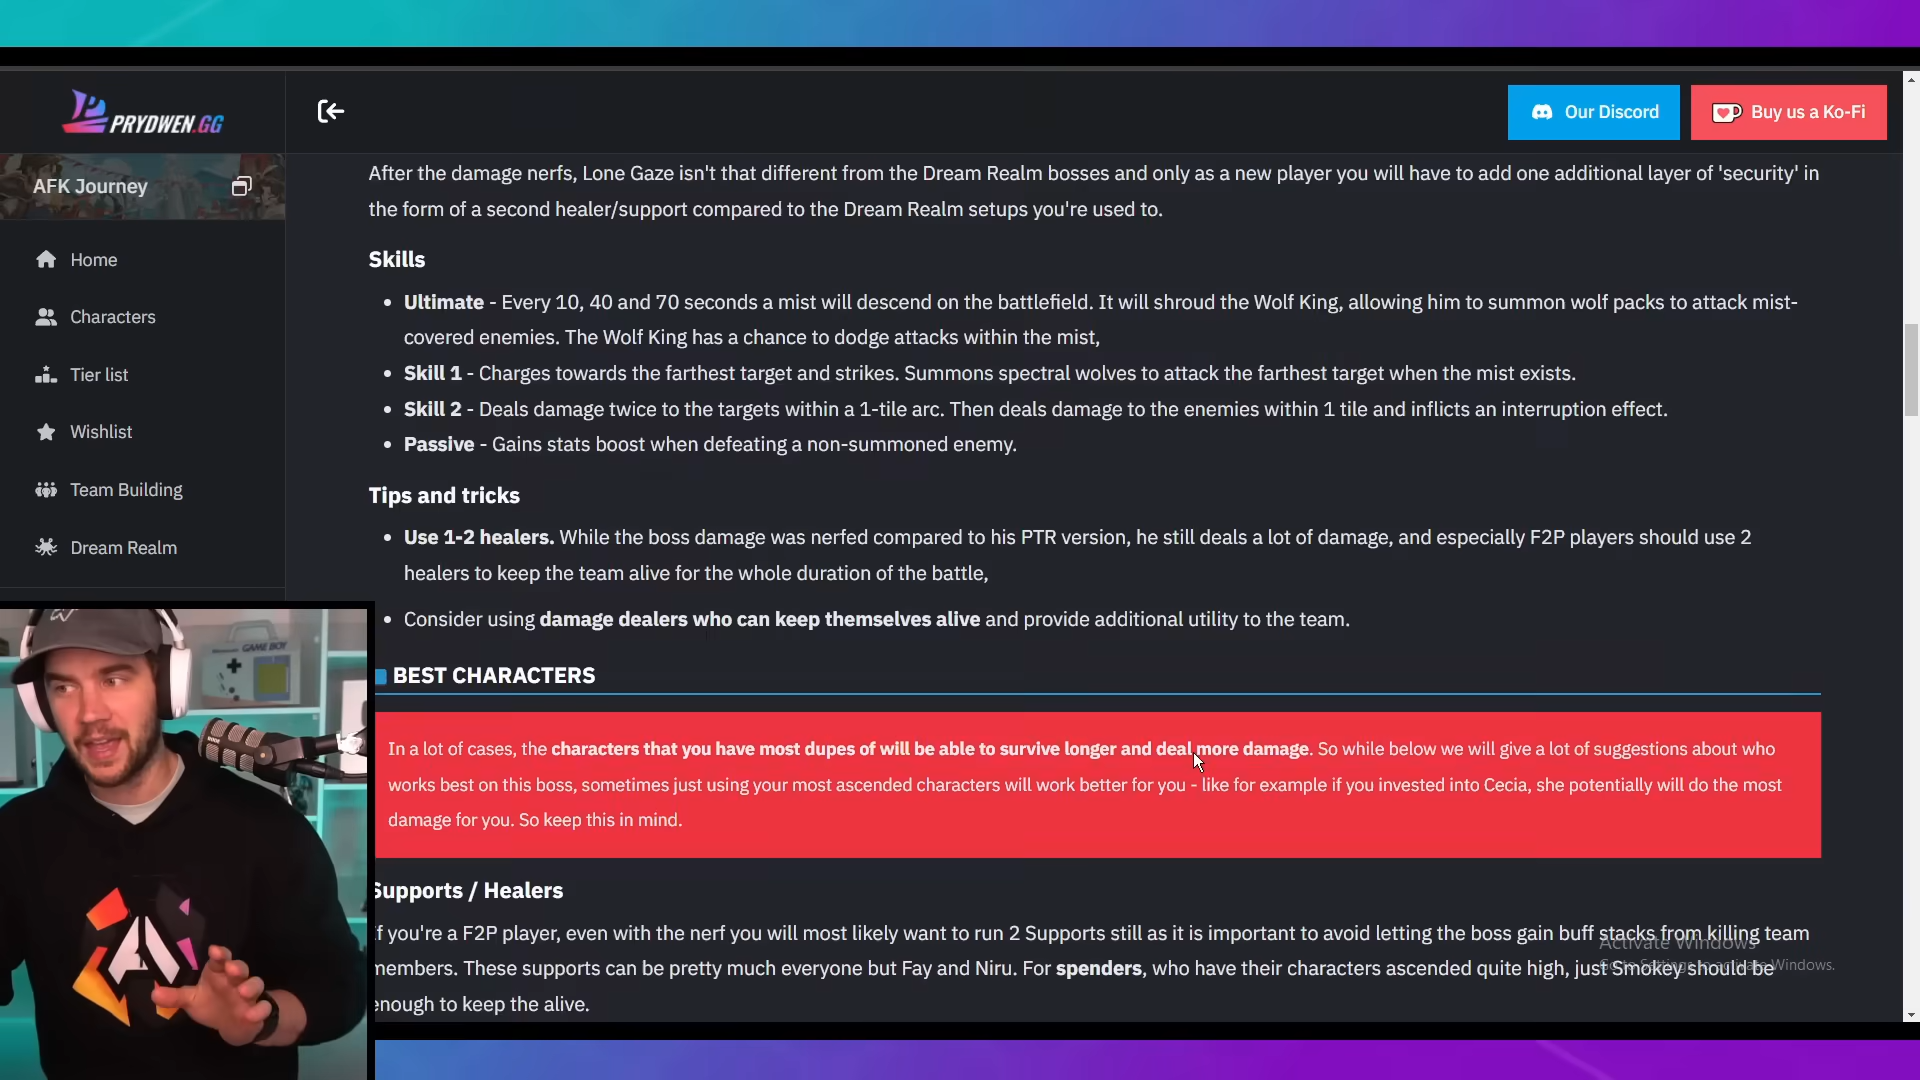 PRYDWEN.GG
Our Discord
Buy us a Ko-Fi
AFK Journey
Home
Characters
Tier list
Wishlist
Team Building
Dream Realm
After the damage nerfs, Lone Gaze isn't that different from the Dream Realm bosses and only as a new player you will have to add one additional layer of 'security' in
the form of a second healer/support compared to the Dream Realm setups you're used to.
Skills
• Ultimate - Every 10, 40 and 70 seconds a mist will descend on the battlefield. It will shroud the Wolf King, allowing him to summon wolf packs to attack mist-
covered enemies. The Wolf King has a chance to dodge attacks within the mist,
• Skill 1 - Charges towards the farthest target and strikes. Summons spectral wolves to attack the farthest target when the mist exists.
• Skill 2 - Deals damage twice to the targets within a 1-tile arc. Then deals damage to the enemies within 1 tile and inflicts an interruption effect.
• Passive - Gains stats boost when defeating a non-summoned enemy.
Tips and tricks
• Use 1-2 healers. While the boss damage was nerfed compared to his PTR version, he still deals a lot of damage, and especially F2P players should use 2
healers to keep the team alive for the whole duration of the battle,
• Consider using damage dealers who can keep themselves alive and provide additional utility to the team.
BEST CHARACTERS
In a lot of cases, the characters that you have most dupes of will be able to survive longer and deal more damage. So while below we will give a lot of suggestions about who
works best on this boss, sometimes just using your most ascended characters will work better for you - like for example if you invested into Cecia, she potentially will do the most
damage for you. So keep this in mind.
Supports / Healers
If you're a F2P player, even with the nerf you will most likely want to run 2 Supports still as it is important to avoid letting the boss gain buff stacks from killing team
members. These supports can be pretty much everyone but Fay and Niru. For spenders, who have their characters ascended quite high, just Smokey should be
enough to keep the alive.
Activate Windows
Go to Settings to activate Windows.
GAME BOY